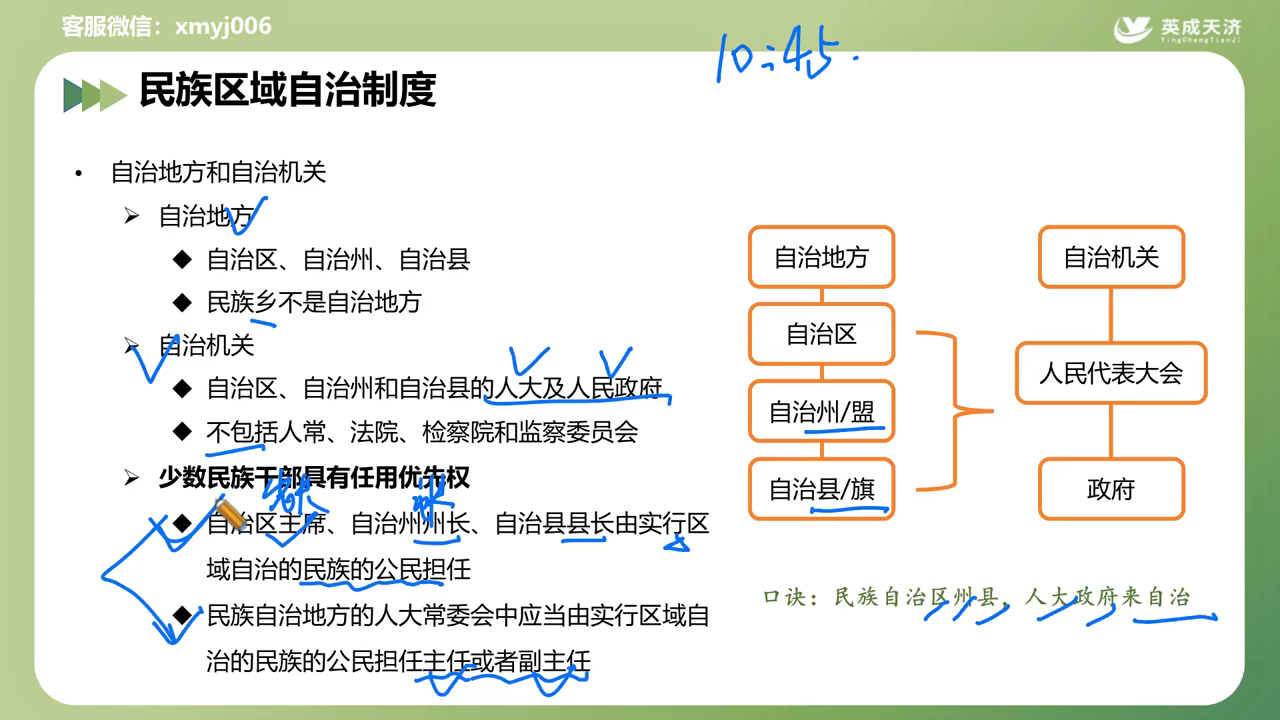 客服微信：xmyj006
10:45.
英成天济
YingChengTianJi
民族区域自治制度
• 自治地方和自治机关
➢ 自治地方
◆ 自治区、自治州、自治县
◆ 民族乡不是自治地方
➢ 自治机关
◆ 自治区、自治州和自治县的人大及人民政府
◆ 不包括人常、法院、检察院和监察委员会
➢ 少数民族干部具有任用优先权
◆ 自治区主席、自治州州长、自治县县长由实行区
域自治的民族的公民担任
◆ 民族自治地方的人大常委会中应当由实行区域自
治的民族的公民担任主任或者副主任
自治地方
自治区
自治州/盟
自治县/旗
自治机关
人民代表大会
政府
口诀：民族自治区州县，人大政府来自治